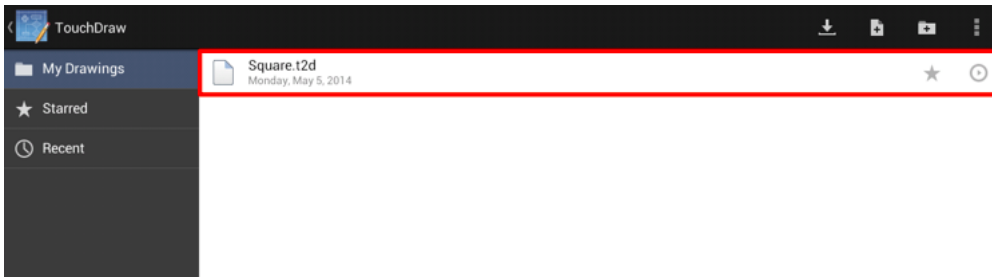 TouchDraw
My Drawings
Starred
Recent
Square.t2d
Monday, May 5, 2014